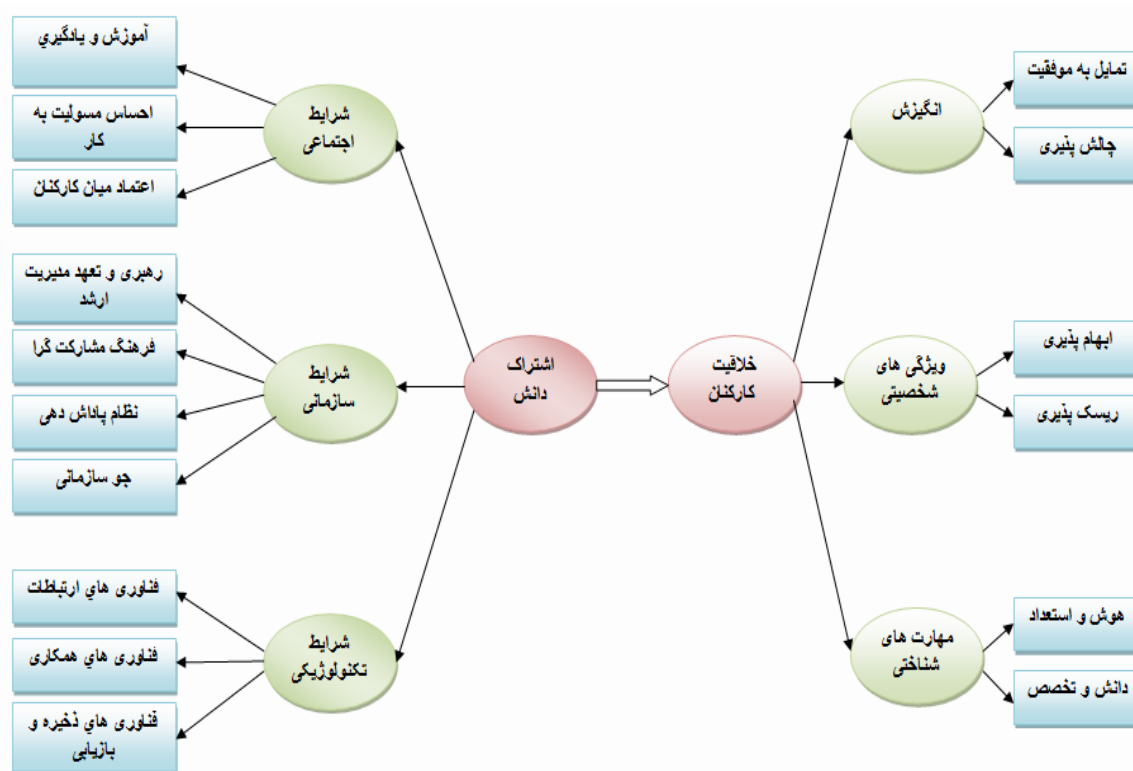 آموزش و یادگیري
احساس مسولیت به
کار
اعتماد میان کارکنان
شرایط
اجتماعی
رهبری و تعهد مدیریت
ارشد
فرهنگ مشارکت گرا
نظام پاداش دهی
جو سازمانی
شرایط
سازمانی
فناوری هاي ارتباطات
فناوری هاي همکاری
فناوری هاي ذخیره و
بازیابی
شرایط
تکنولوژیکی
اشتراک
دانش
خلاقیت
کارکنان
انگیزش
تمایل به موفقیت
چالش پذیری
ویژگی های
شخصیتی
ابهام پذیری
ریسک پذیری
مهارت های
شناختی
هوش و استعداد
دانش و تخصص